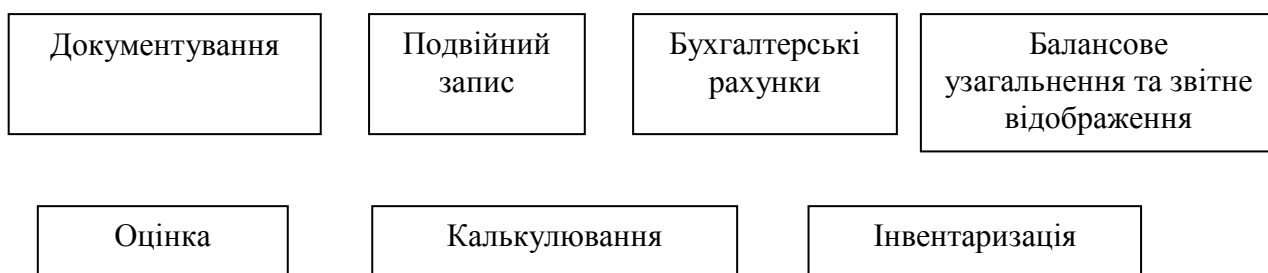 Документування
Подвійний
запис
Бухгалтерські
рахунки
Балансове
узагальнення та звітне
відображення
Оцінка
Калькулювання
Інвентаризація